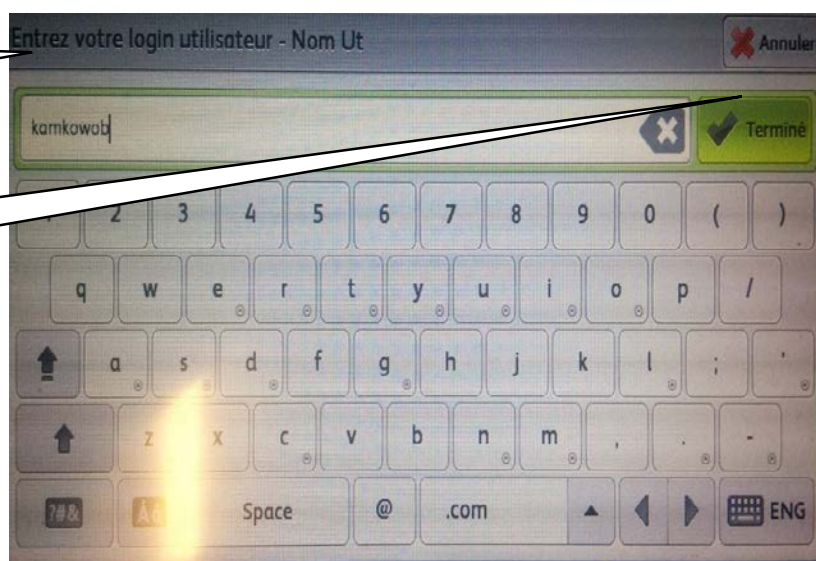 Entrez votre login utilisateur - Nom Ut
Annuler
kamkowab
Terminé
2 3 4 5 6 7 8 9 0 ( )
q w e r t y u i o p /
a s d f g h j k l ; '
z x c v b n m , . -
?#& Space @ .com ENG